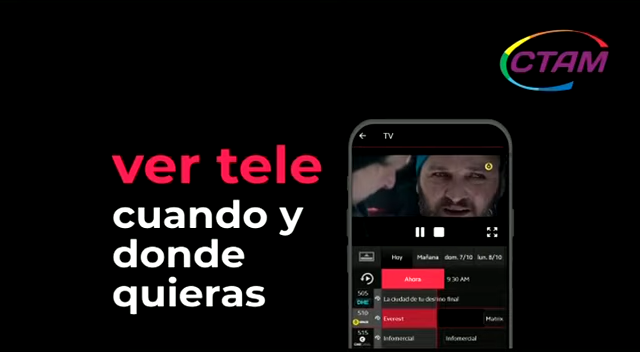 CTAM
TV
ver tele
cuando y
donde
quieras
Hoy Mañana dom. 7/10 lun. 8/10
Ahora 9:30 AM
505
DHE
La ciudad de tu destino final
510
Everest Matrix
515
Infomercial Infomercial